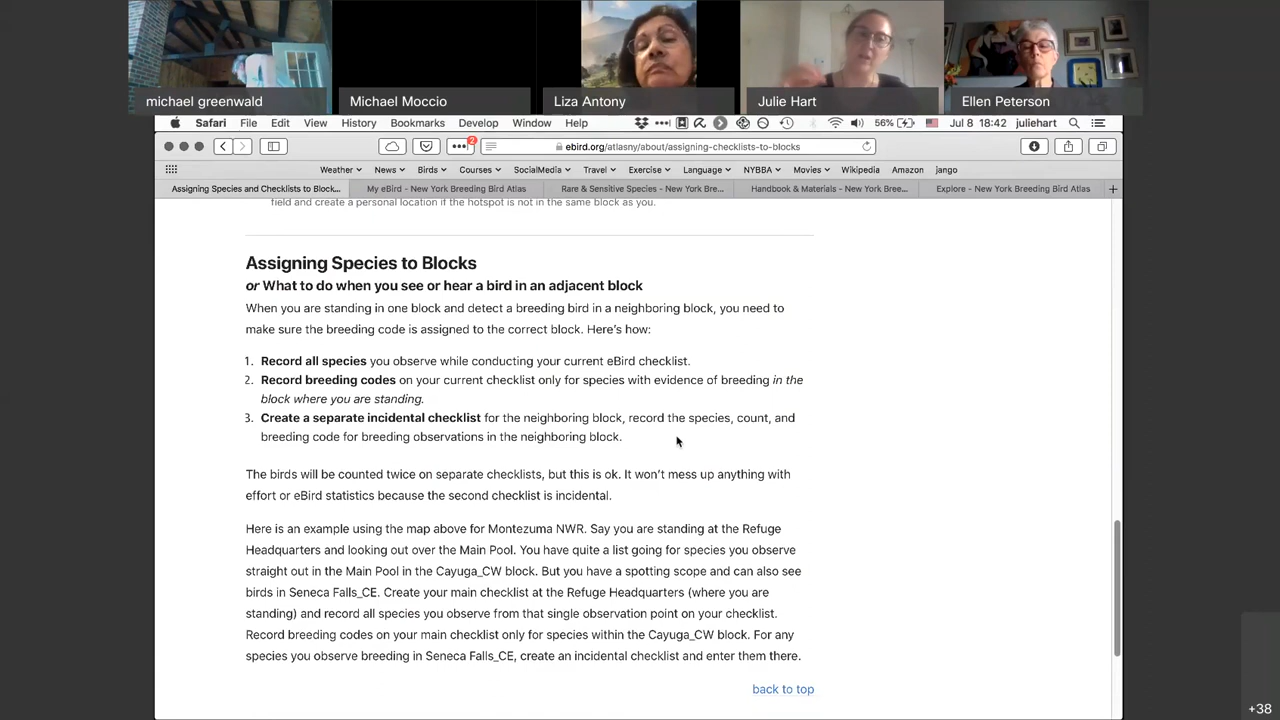 michael greenwald
Michael Moccio
Liza Antony
Julie Hart
Ellen Peterson
Safari File Edit View History Bookmarks Develop Window Help 56% Jul 8 18:42 juliehart
2
ebird.org/atlasny/about/assigning-checklists-to-blocks
Weather News Birds Courses SocialMedia Travel Exercise Language NYBBA Movies Wikipedia Amazon jango
Assigning Species and Checklists to Block... My eBird - New York Breeding Bird Atlas Rare & Sensitive Species - New York Bre... Handbook & Materials - New York Bree... Explore - New York Breeding Bird Atlas +
field and create a personal location if the hotspot is not in the same block as you.
Assigning Species to Blocks
or What to do when you see or hear a bird in an adjacent block
When you are standing in one block and detect a breeding bird in a neighboring block, you need to
make sure the breeding code is assigned to the correct block. Here's how:
1. Record all species you observe while conducting your current eBird checklist.
2. Record breeding codes on your current checklist only for species with evidence of breeding in the
block where you are standing.
3. Create a separate incidental checklist for the neighboring block, record the species, count, and
breeding code for breeding observations in the neighboring block.
The birds will be counted twice on separate checklists, but this is ok. It won't mess up anything with
effort or eBird statistics because the second checklist is incidental.
Here is an example using the map above for Montezuma NWR. Say you are standing at the Refuge
Headquarters and looking out over the Main Pool. You have quite a list going for species you observe
straight out in the Main Pool in the Cayuga_CW block. But you have a spotting scope and can also see
birds in Seneca Falls_CE. Create your main checklist at the Refuge Headquarters (where you are
standing) and record all species you observe from that single observation point on your checklist.
Record breeding codes on your main checklist only for species within the Cayuga_CW block. For any
species you observe breeding in Seneca Falls_CE, create an incidental checklist and enter them there.
back to top
+38